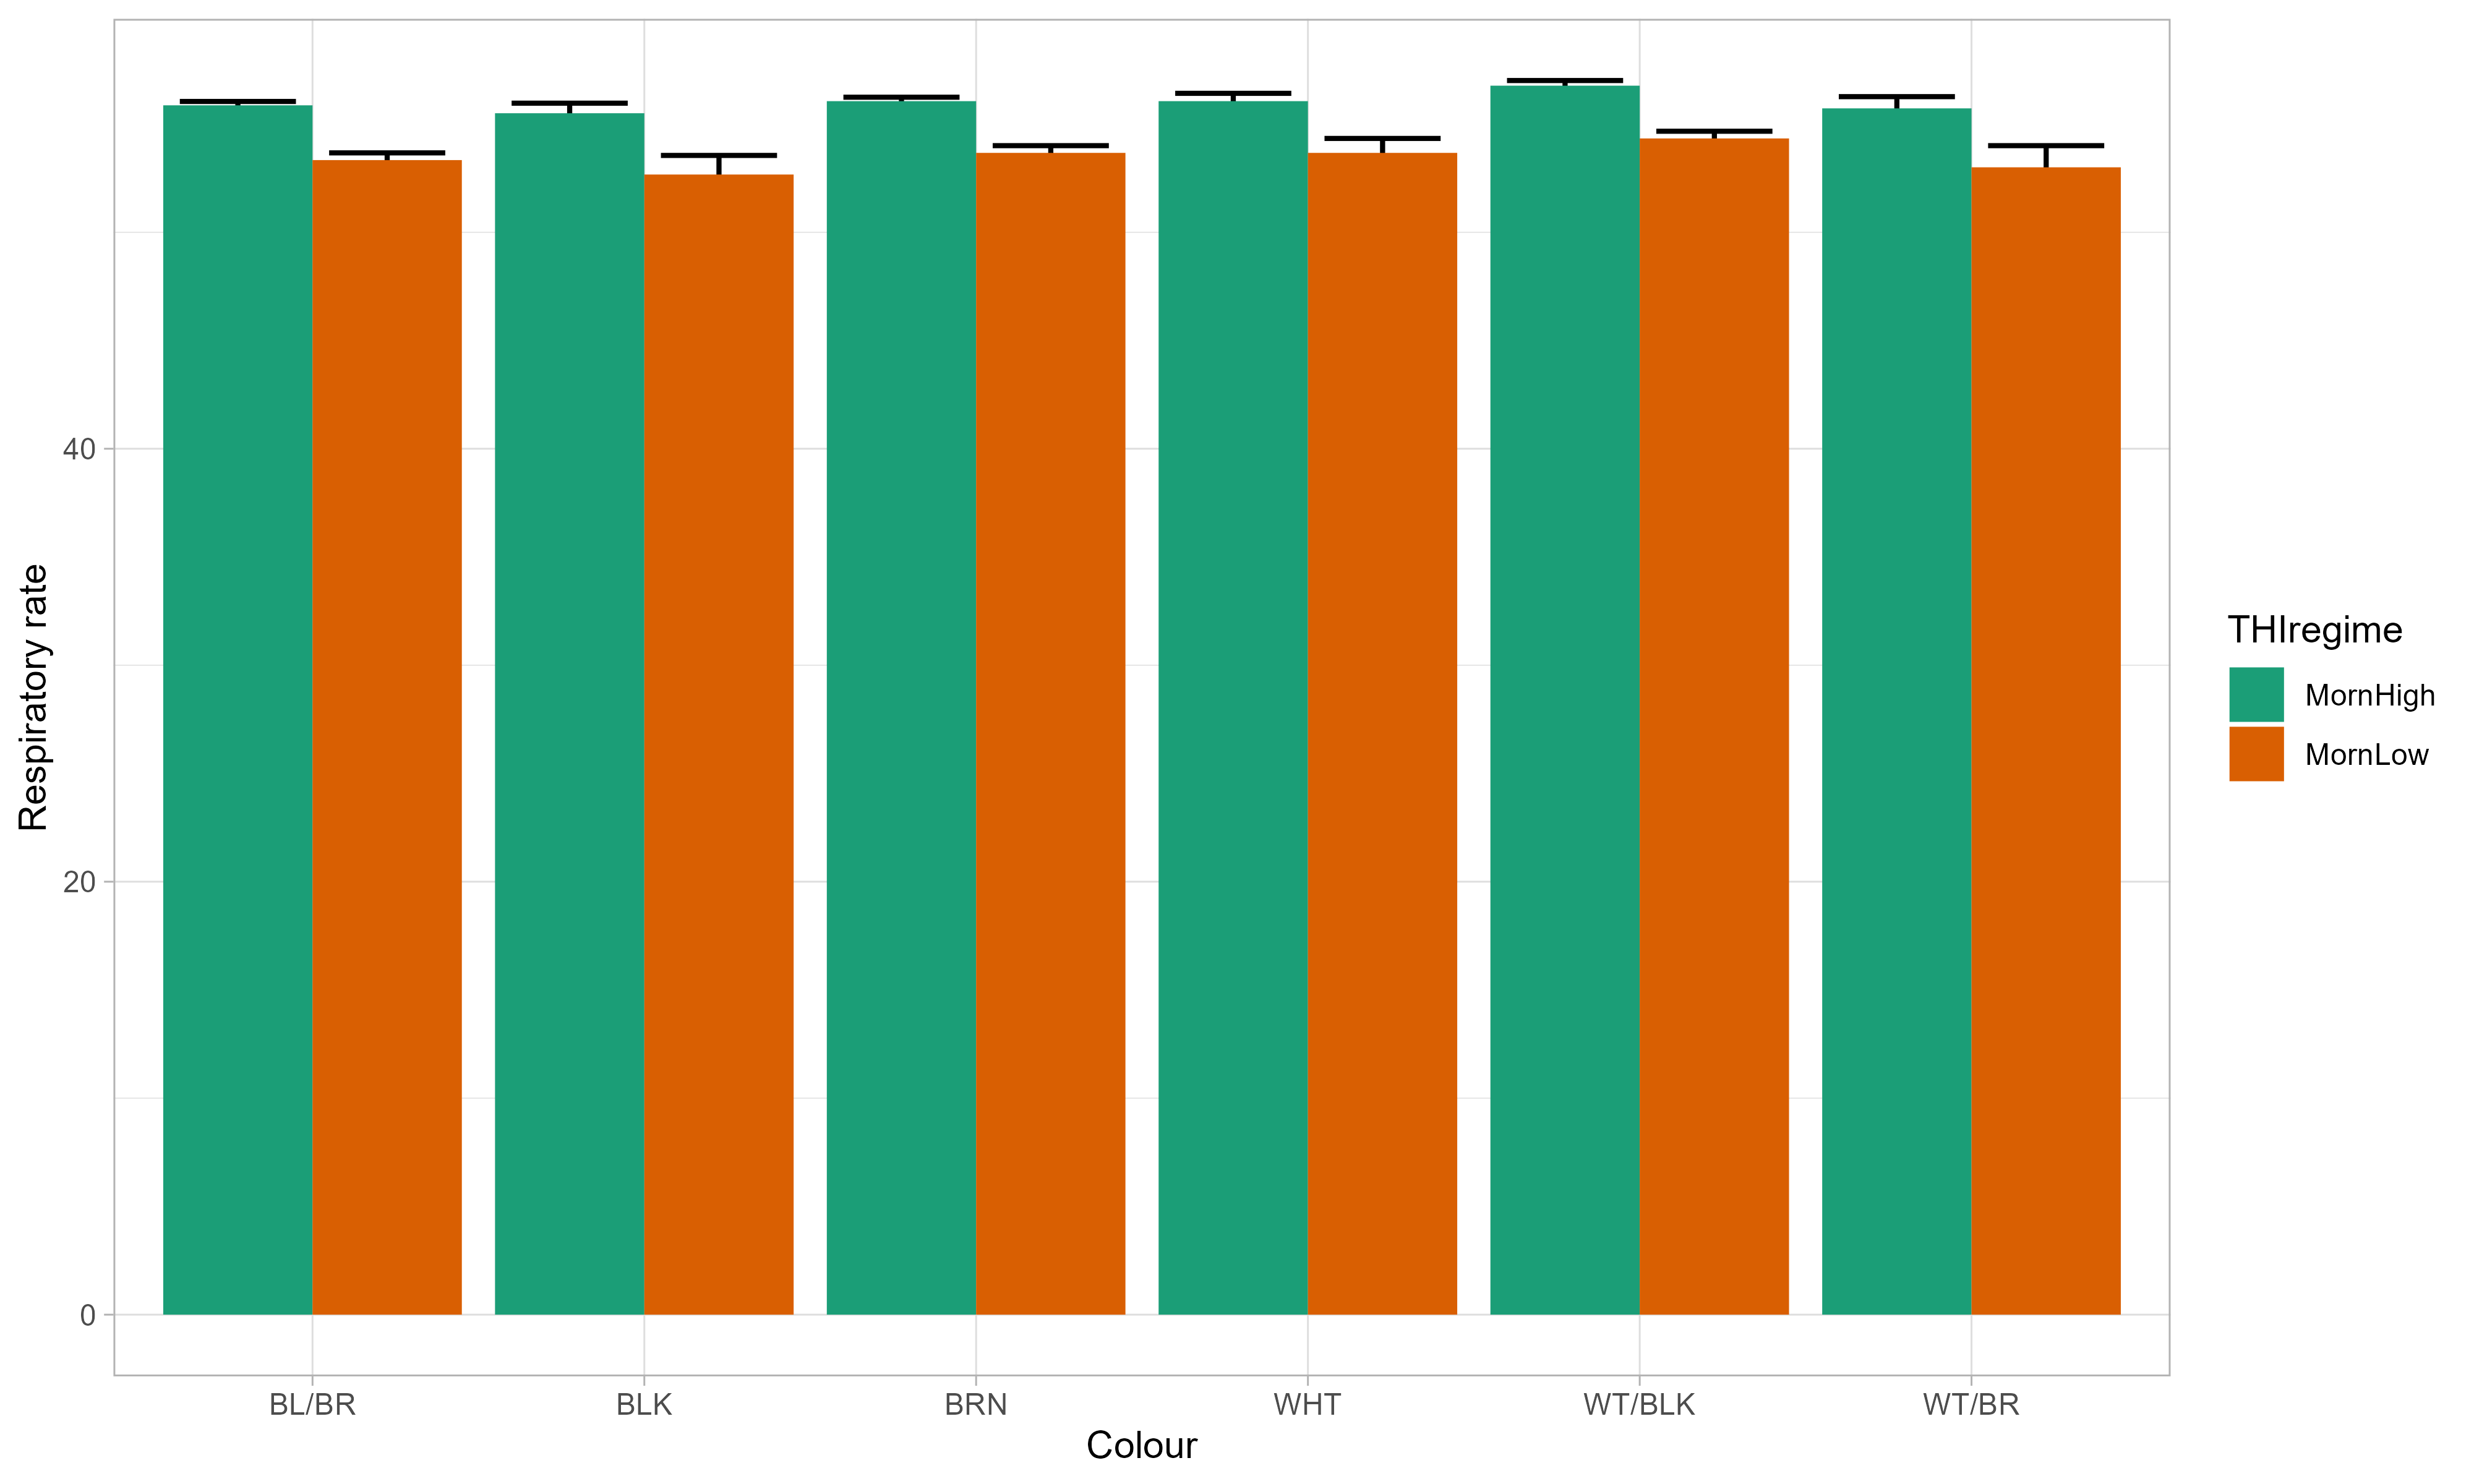 Respiratory rate
40
20
0
BL/BR
BLK
BRN
WHT
WT/BLK
WT/BR
Colour
THIregime
MornHigh
MornLow